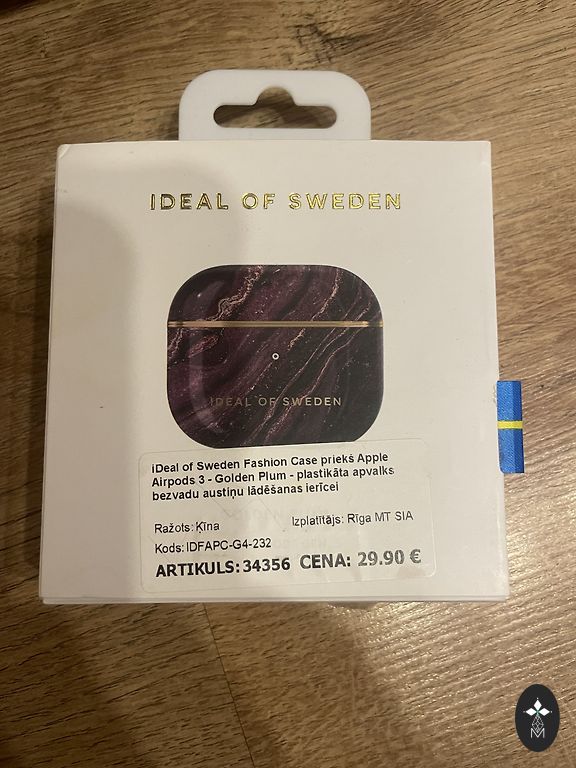 IDEAL OF SWEDEN
IDEAL OF SWEDEN
iDeal of Sweden Fashion Case priekš Apple
Airpods 3 - Golden Plum - plastikāta apvalks
bezvadu austiņu lādēšanas ierīcei
Ražots: Ķīna Izplatītājs: Rīga MT SIA
Kods: IDFAPC-G4-232
ARTIKULS: 34356 CENA: 29.90 €
M